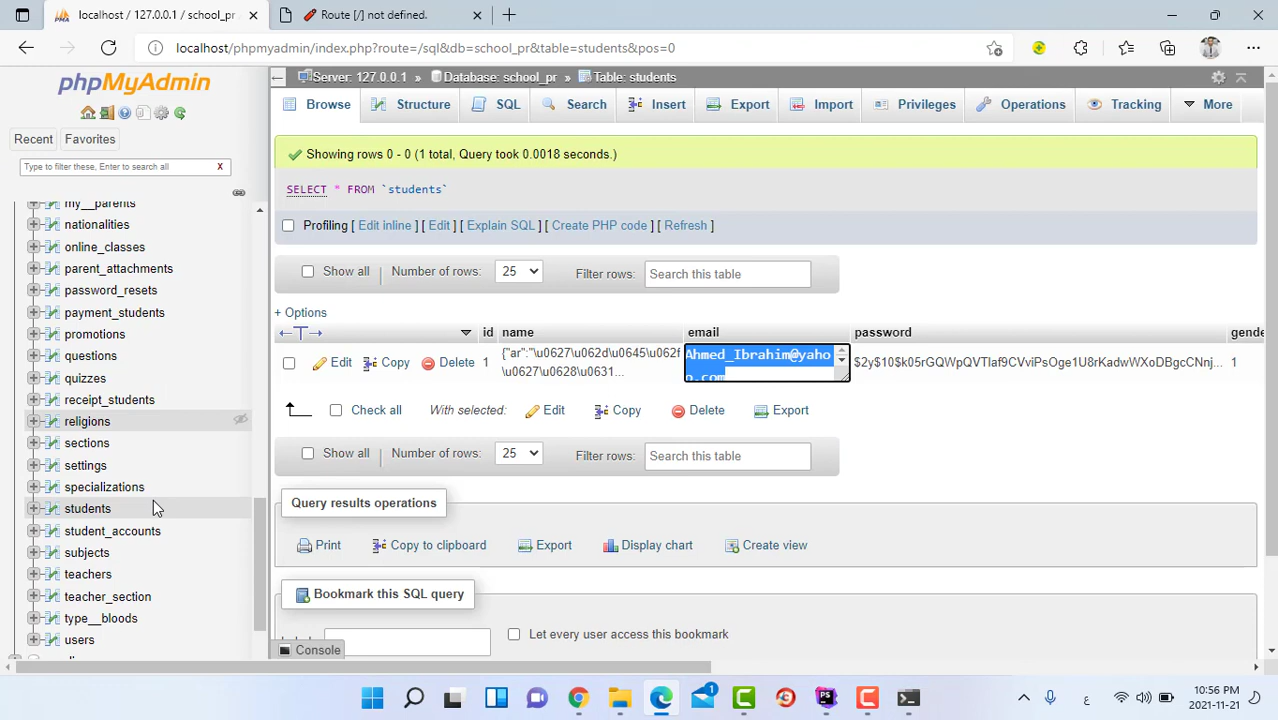 localhost / 127.0.0.1 / school_pr
Route [/] not defined.
localhost/phpmyadmin/index.php?route=/sql&db=school_pr&table=students&pos=0
phpMyAdmin
Recent
Favorites
Type to filter these, Enter to search all
X
my__parents
nationalities
online_classes
parent_attachments
password_resets
payment_students
promotions
questions
quizzes
receipt_students
religions
sections
settings
specializations
students
student_accounts
subjects
teachers
teacher_section
type__bloods
users
Server: 127.0.0.1 » Database: school_pr » Table: students
Browse
Structure
SQL
Search
Insert
Export
Import
Privileges
Operations
Tracking
More
Showing rows 0 - 0 (1 total, Query took 0.0018 seconds.)
SELECT * FROM `students`
Profiling [ Edit inline ] [ Edit ] [ Explain SQL ] [ Create PHP code ] [ Refresh ]
Show all
Number of rows: 25
Filter rows: Search this table
+ Options
id name email password gende
Edit Copy Delete 1 {"ar":"\u0627\u062d\u0645\u062f
\u0627\u0628\u0631...
Ahmed_Ibrahim@yaho
o.com
$2y$10$k05rGQWpQVTlaf9CVviPsOge1U8rKadwWXoDBgcCNnj... 1
Check all With selected: Edit Copy Delete Export
Show all
Number of rows: 25
Filter rows: Search this table
Query results operations
Print Copy to clipboard Export Display chart Create view
Bookmark this SQL query
Let every user access this bookmark
Console
1
ع
10:56 PM
2021-11-21